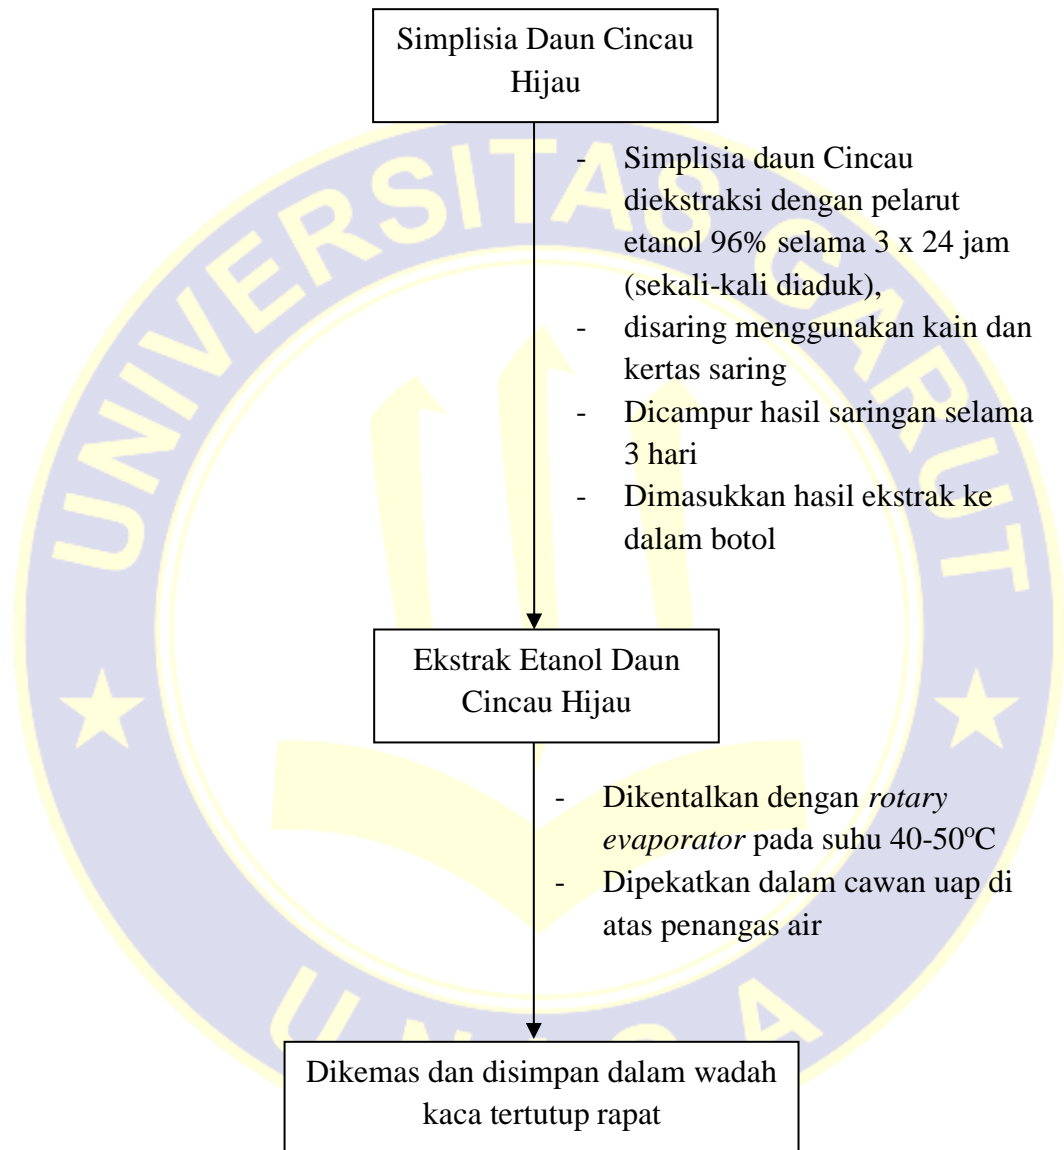 Simplisia Daun Cincau
Hijau
- Simplisia daun Cincau
diekstraksi dengan pelarut
etanol 96% selama 3 x 24 jam
(sekali-kali diaduk),
- disaring menggunakan kain dan
kertas saring
- Dicampur hasil saringan selama
3 hari
- Dimasukkan hasil ekstrak ke
dalam botol
Ekstrak Etanol Daun
Cincau Hijau
- Dikentalkan dengan rotary
evaporator pada suhu 40-50ºC
- Dipekatkan dalam cawan uap di
atas penangas air
Dikemas dan disimpan dalam wadah
kaca tertutup rapat
UNIVERSITAS GARUT